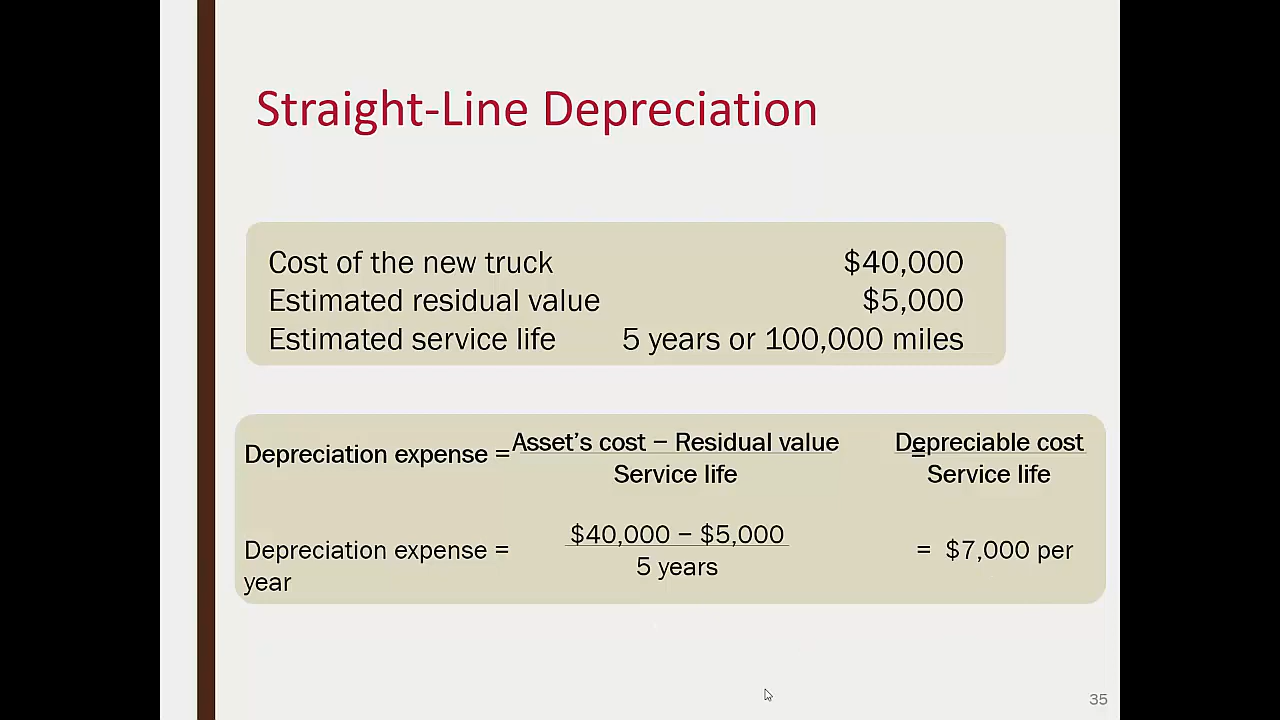 Straight-Line Depreciation
Cost of the new truck $40,000
Estimated residual value $5,000
Estimated service life 5 years or 100,000 miles
Depreciation expense = Asset's cost − Residual value = Depreciable cost
Service life Service life
$40,000 − $5,000
Depreciation expense = = $7,000 per
5 years
year
35